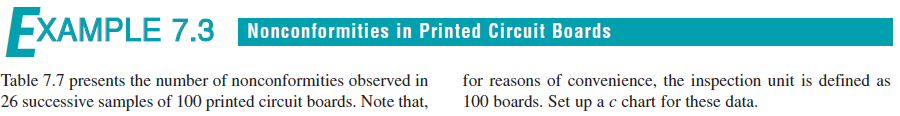 EXAMPLE 7.3 Nonconformities in Printed Circuit Boards
Table 7.7 presents the number of nonconformities observed in
26 successive samples of 100 printed circuit boards. Note that,
for reasons of convenience, the inspection unit is defined as
100 boards. Set up a c chart for these data.